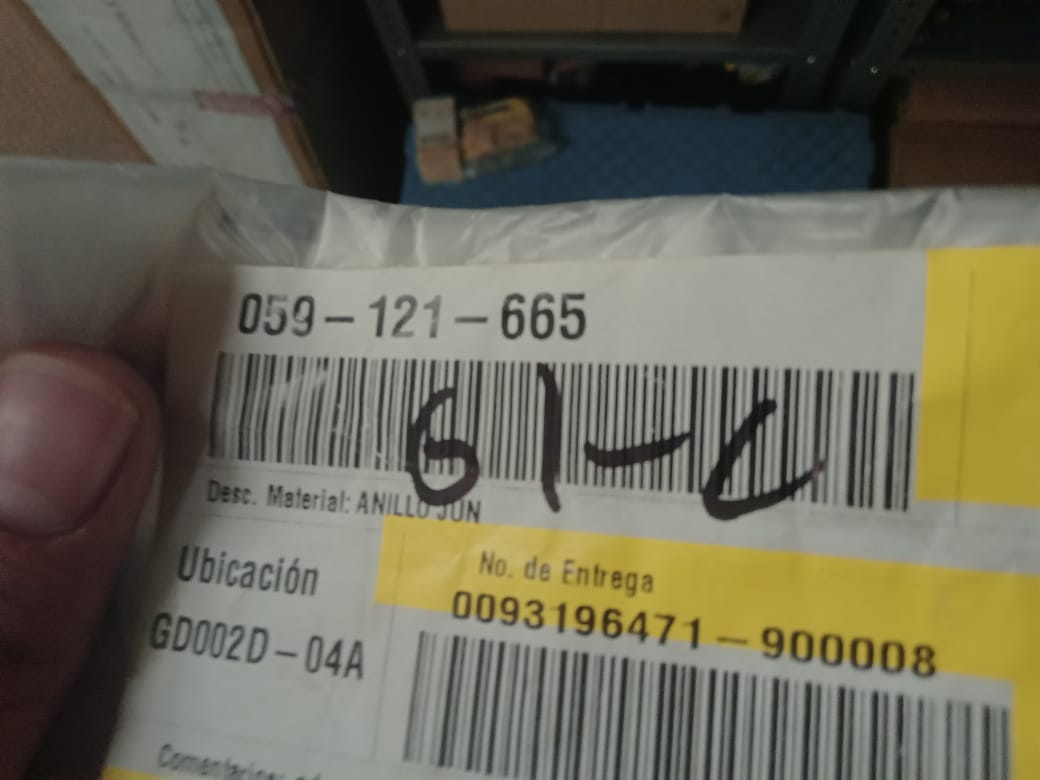 059-121-665
61-C
Desc. Material: ANILLO JUN
Ubicación
No. de Entrega
0093196471-900008
GD002D-04A